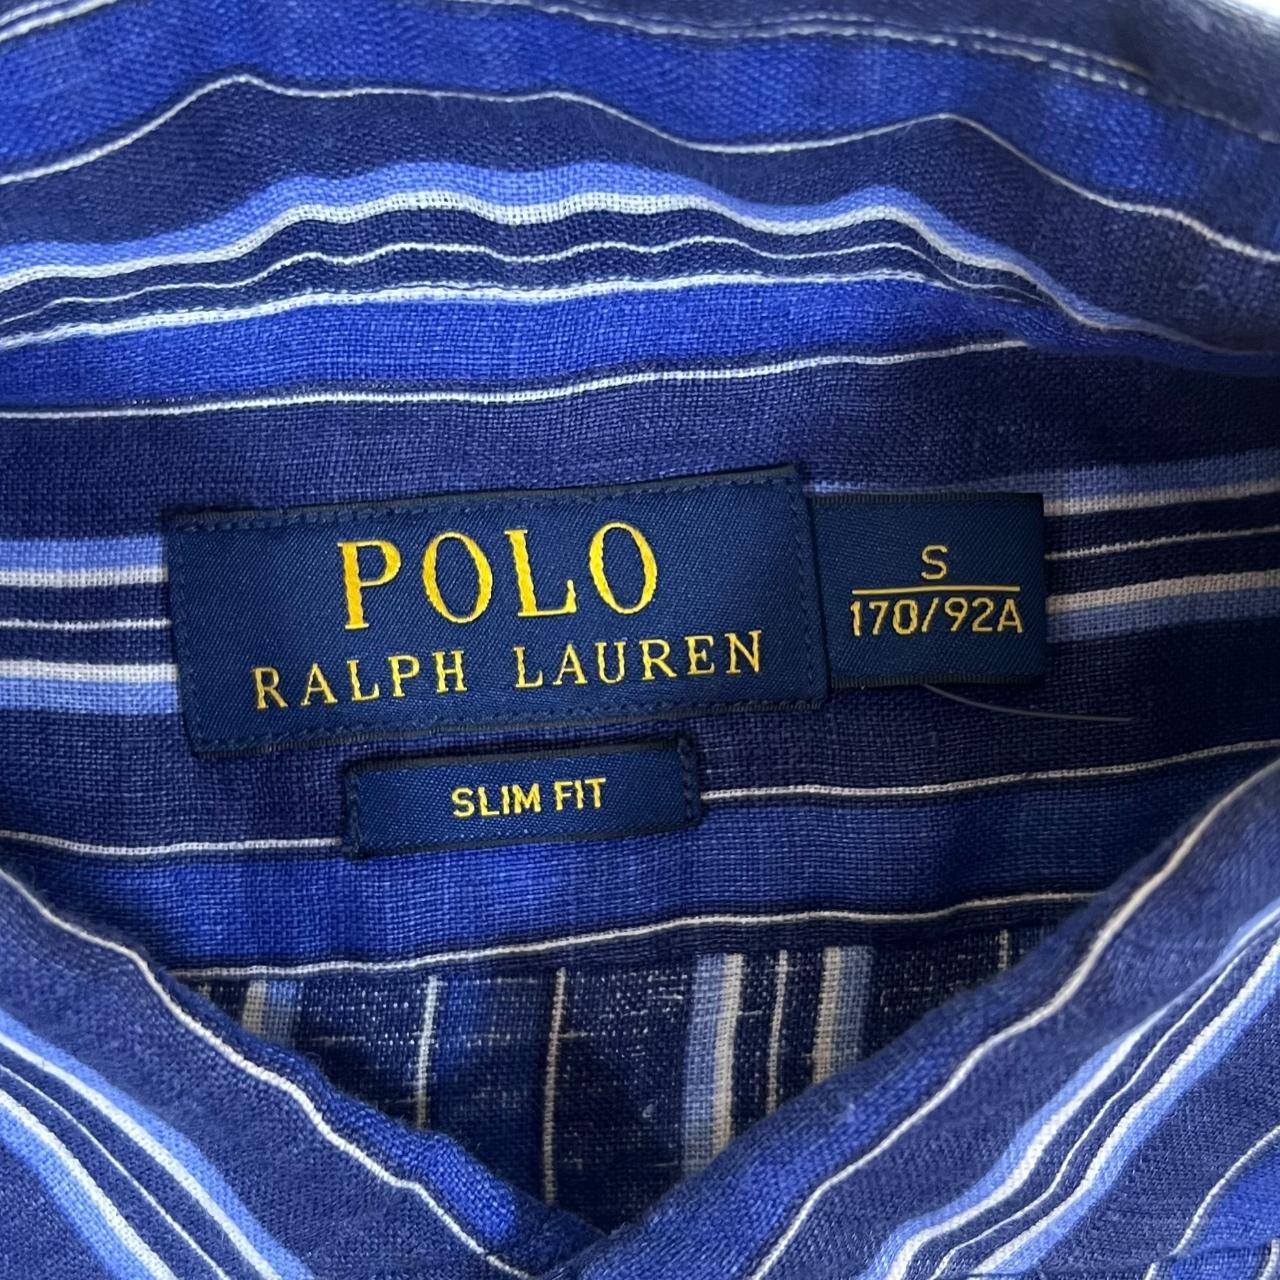 POLO
RALPH LAUREN
S
170/92A
SLIM FIT